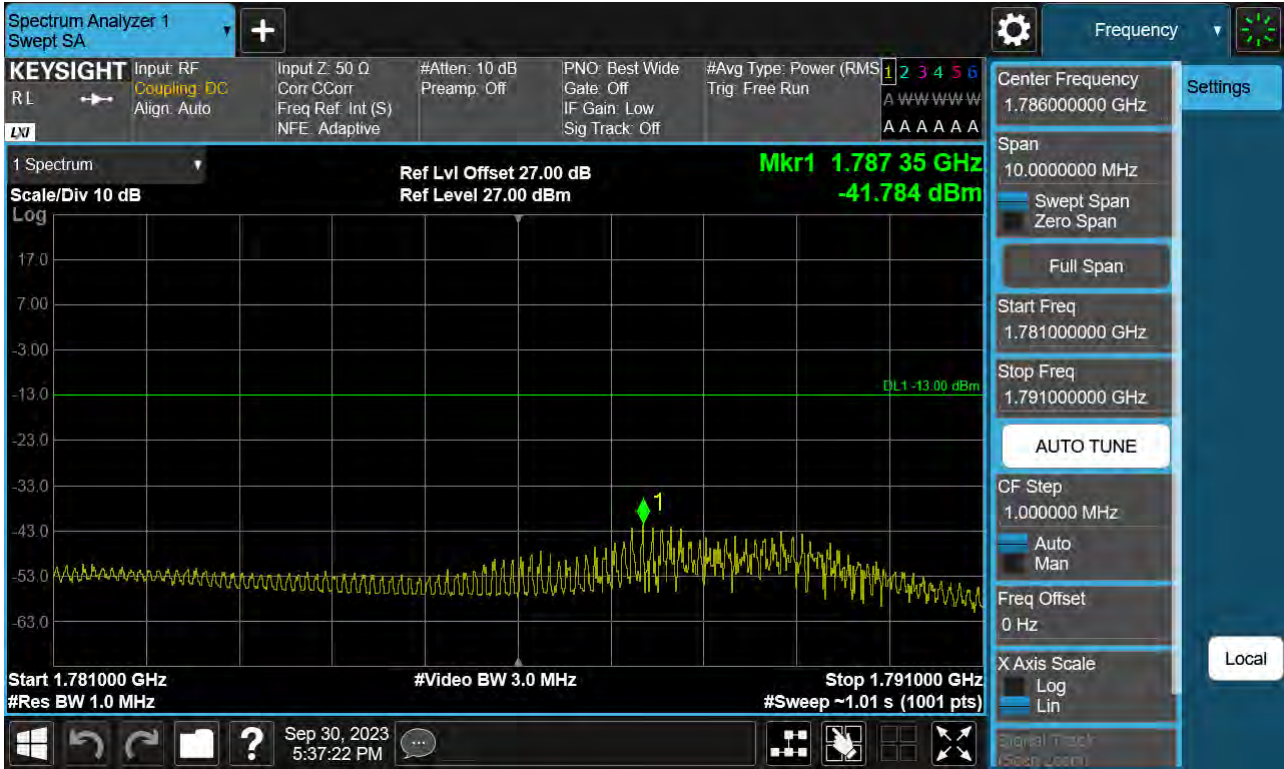 Spectrum Analyzer 1
Swept SA
Frequency
KEYSIGHT
R L
LXI
Input: RF
Coupling: DC
Align: Auto
Input Z: 50 Ω
Corr CCorr
Freq Ref: Int (S)
NFE: Adaptive
#Atten: 10 dB
Preamp: Off
PNO: Best Wide
Gate: Off
IF Gain: Low
Sig Track: Off
#Avg Type: Power (RMS
Trig: Free Run
1 2 3 4 5 6
A W W W W W
A A A A A A
1 Spectrum
Scale/Div 10 dB
Log
Ref Lvl Offset 27.00 dB
Ref Level 27.00 dBm
Mkr1 1.787 35 GHz
-41.784 dBm
17.0
7.00
-3.00
-13.0
-23.0
-33.0
-43.0
-53.0
-63.0
DL1 -13.00 dBm
1
Start 1.781000 GHz
#Res BW 1.0 MHz
#Video BW 3.0 MHz
Stop 1.791000 GHz
#Sweep ~1.01 s (1001 pts)
Center Frequency
1.786000000 GHz
Span
10.0000000 MHz
Swept Span
Zero Span
Full Span
Start Freq
1.781000000 GHz
Stop Freq
1.791000000 GHz
AUTO TUNE
CF Step
1.000000 MHz
Auto
Man
Freq Offset
0 Hz
X Axis Scale
Log
Lin
Signal Track
(Span Zoom)
Settings
Local
?
Sep 30, 2023
5:37:22 PM